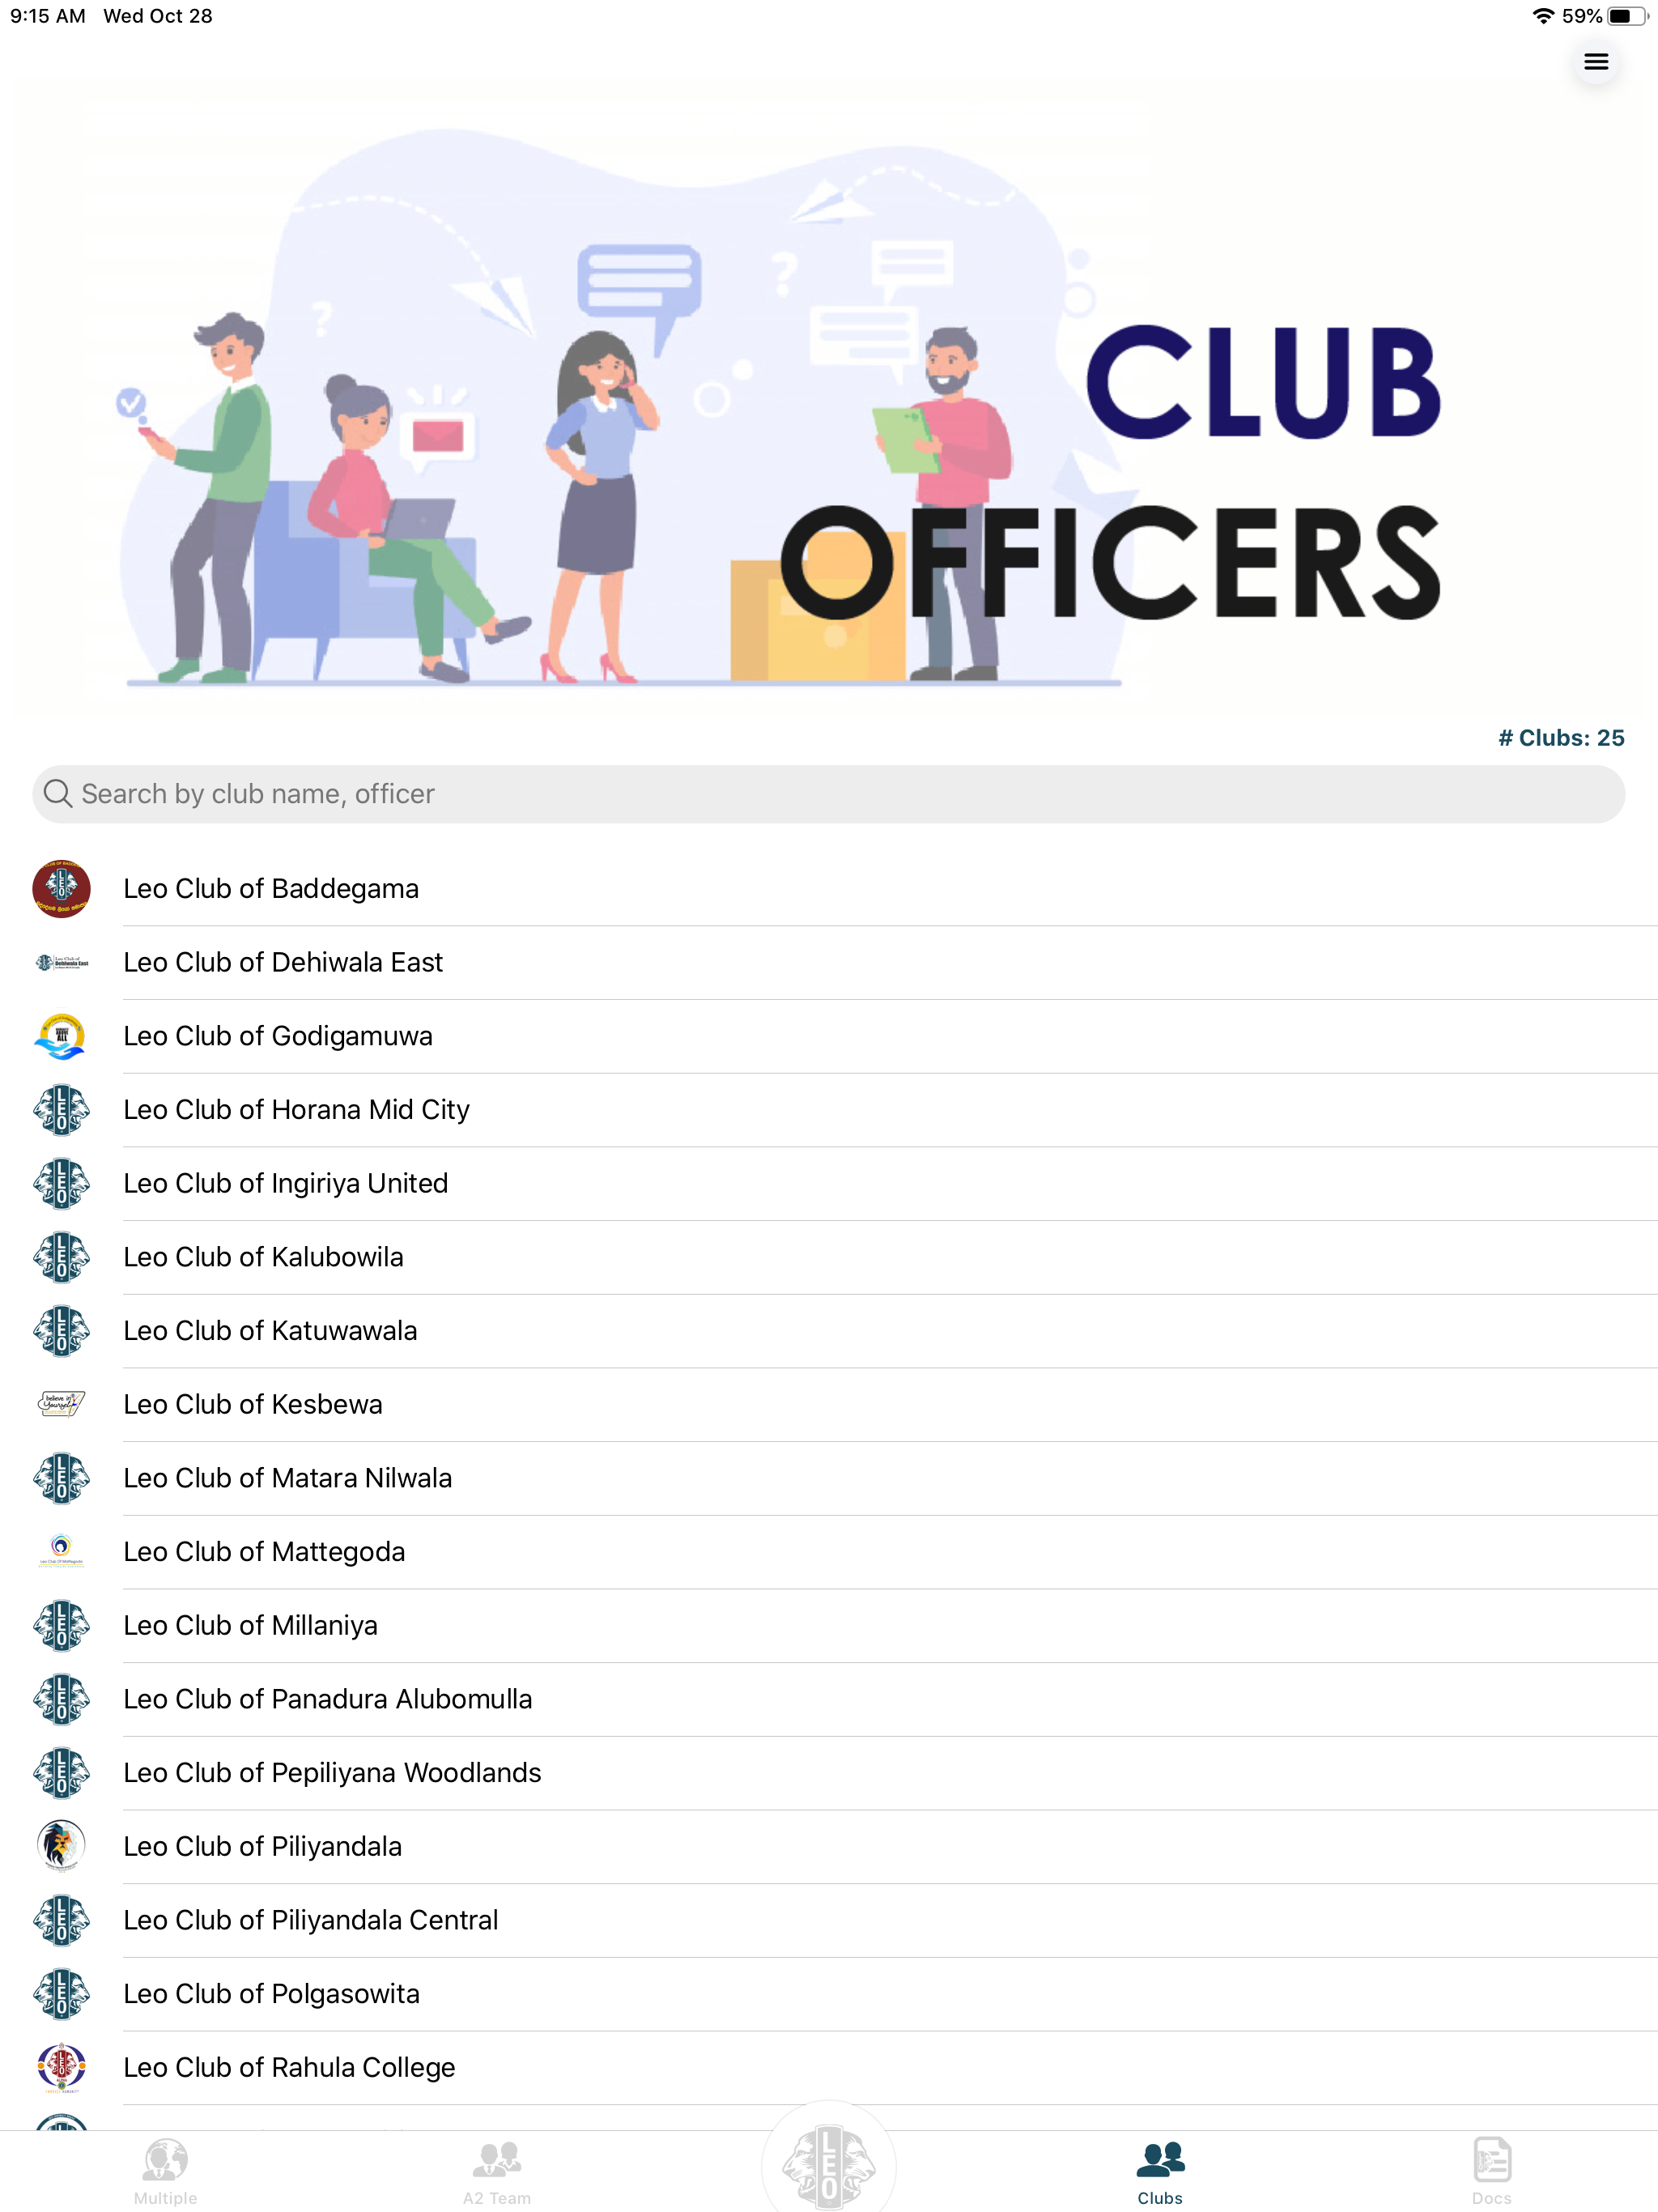 9:15 AM Wed Oct 28 59%
CLUB
OFFICERS
# Clubs: 25
Search by club name, officer
Leo Club of Baddegama
Leo Club of Dehiwala East
Leo Club of Godigamuwa
Leo Club of Horana Mid City
Leo Club of Ingiriya United
Leo Club of Kalubowila
Leo Club of Katuwawala
Leo Club of Kesbewa
Leo Club of Matara Nilwala
Leo Club of Mattegoda
Leo Club of Millaniya
Leo Club of Panadura Alubomulla
Leo Club of Pepiliyana Woodlands
Leo Club of Piliyandala
Leo Club of Piliyandala Central
Leo Club of Polgasowita
Leo Club of Rahula College
LEO
Multiple A2 Team Clubs Docs